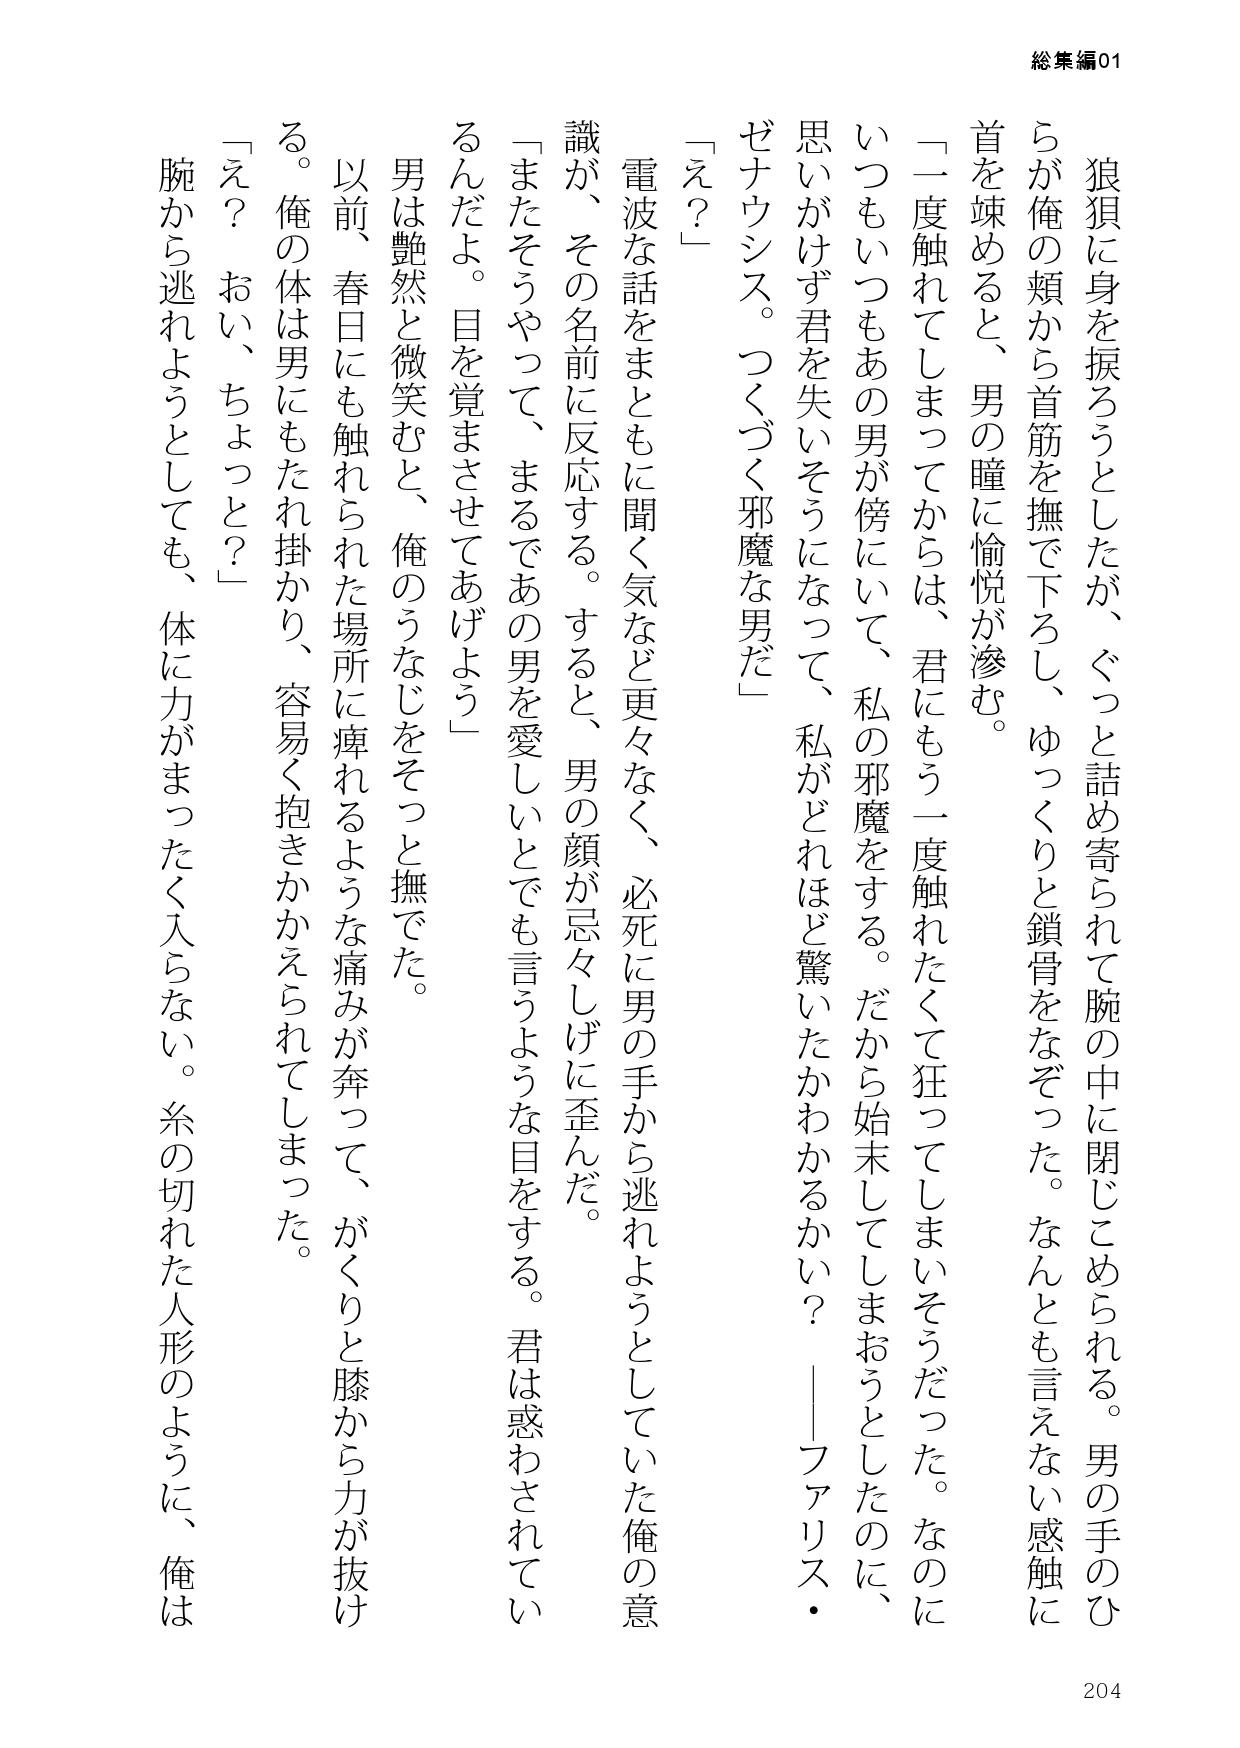 総集編01
　狼狽に身を捩ろうとしたが、ぐっと詰め寄られて腕の中に閉じこめられる。男の手のひ
らが俺の頬から首筋を撫で下ろし、ゆっくりと鎖骨をなぞった。なんとも言えない感触に
首を竦めると、男の瞳に愉悦が滲む。
「一度触れてしまってからは、君にもう一度触れたくて狂ってしまいそうだった。なのに
いつもいつもあの男が傍にいて、私の邪魔をする。だから始末してしまおうとしたのに、
思いがけず君を失いそうになって、私がどれほど驚いたかわかるかい？　――ファリス・
ゼナウシス。つくづく邪魔な男だ」
「え？」
　電波な話をまともに聞く気など更々なく、必死に男の手から逃れようとしていた俺の意
識が、その名前に反応する。すると、男の顔が忌々しげに歪んだ。
「またそうやって、まるであの男を愛しいとでも言うような目をする。君は惑わされてい
るんだよ。目を覚まさせてあげよう」
　男は艶然と微笑むと、俺のうなじをそっと撫でた。
　以前、春日にも触れられた場所に痺れるような痛みが奔って、がくりと膝から力が抜け
る。俺の体は男にもたれ掛かり、容易く抱きかかえられてしまった。
「え？　おい、ちょっと？」
　腕から逃れようとしても、体に力がまったく入らない。糸の切れた人形のように、俺は
204